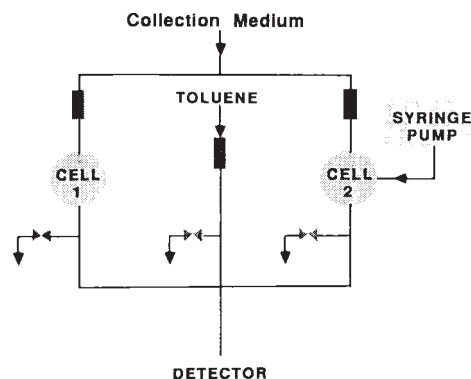 Collection Medium
TOLUENE
SYRINGE
PUMP
CELL
1
CELL
2
DETECTOR